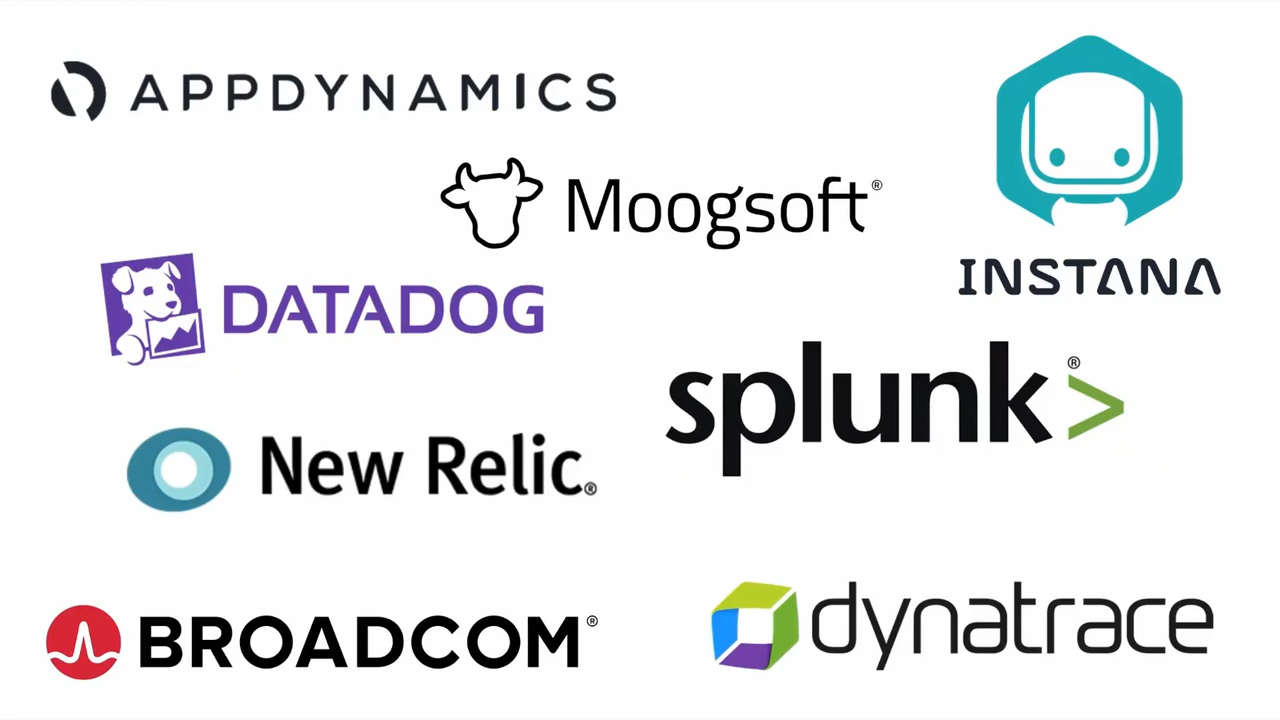 APPDYNAMICS
Moogsoft®
INSTANA
DATADOG
splunk>®
New Relic®
BROADCOM®
dynatrace